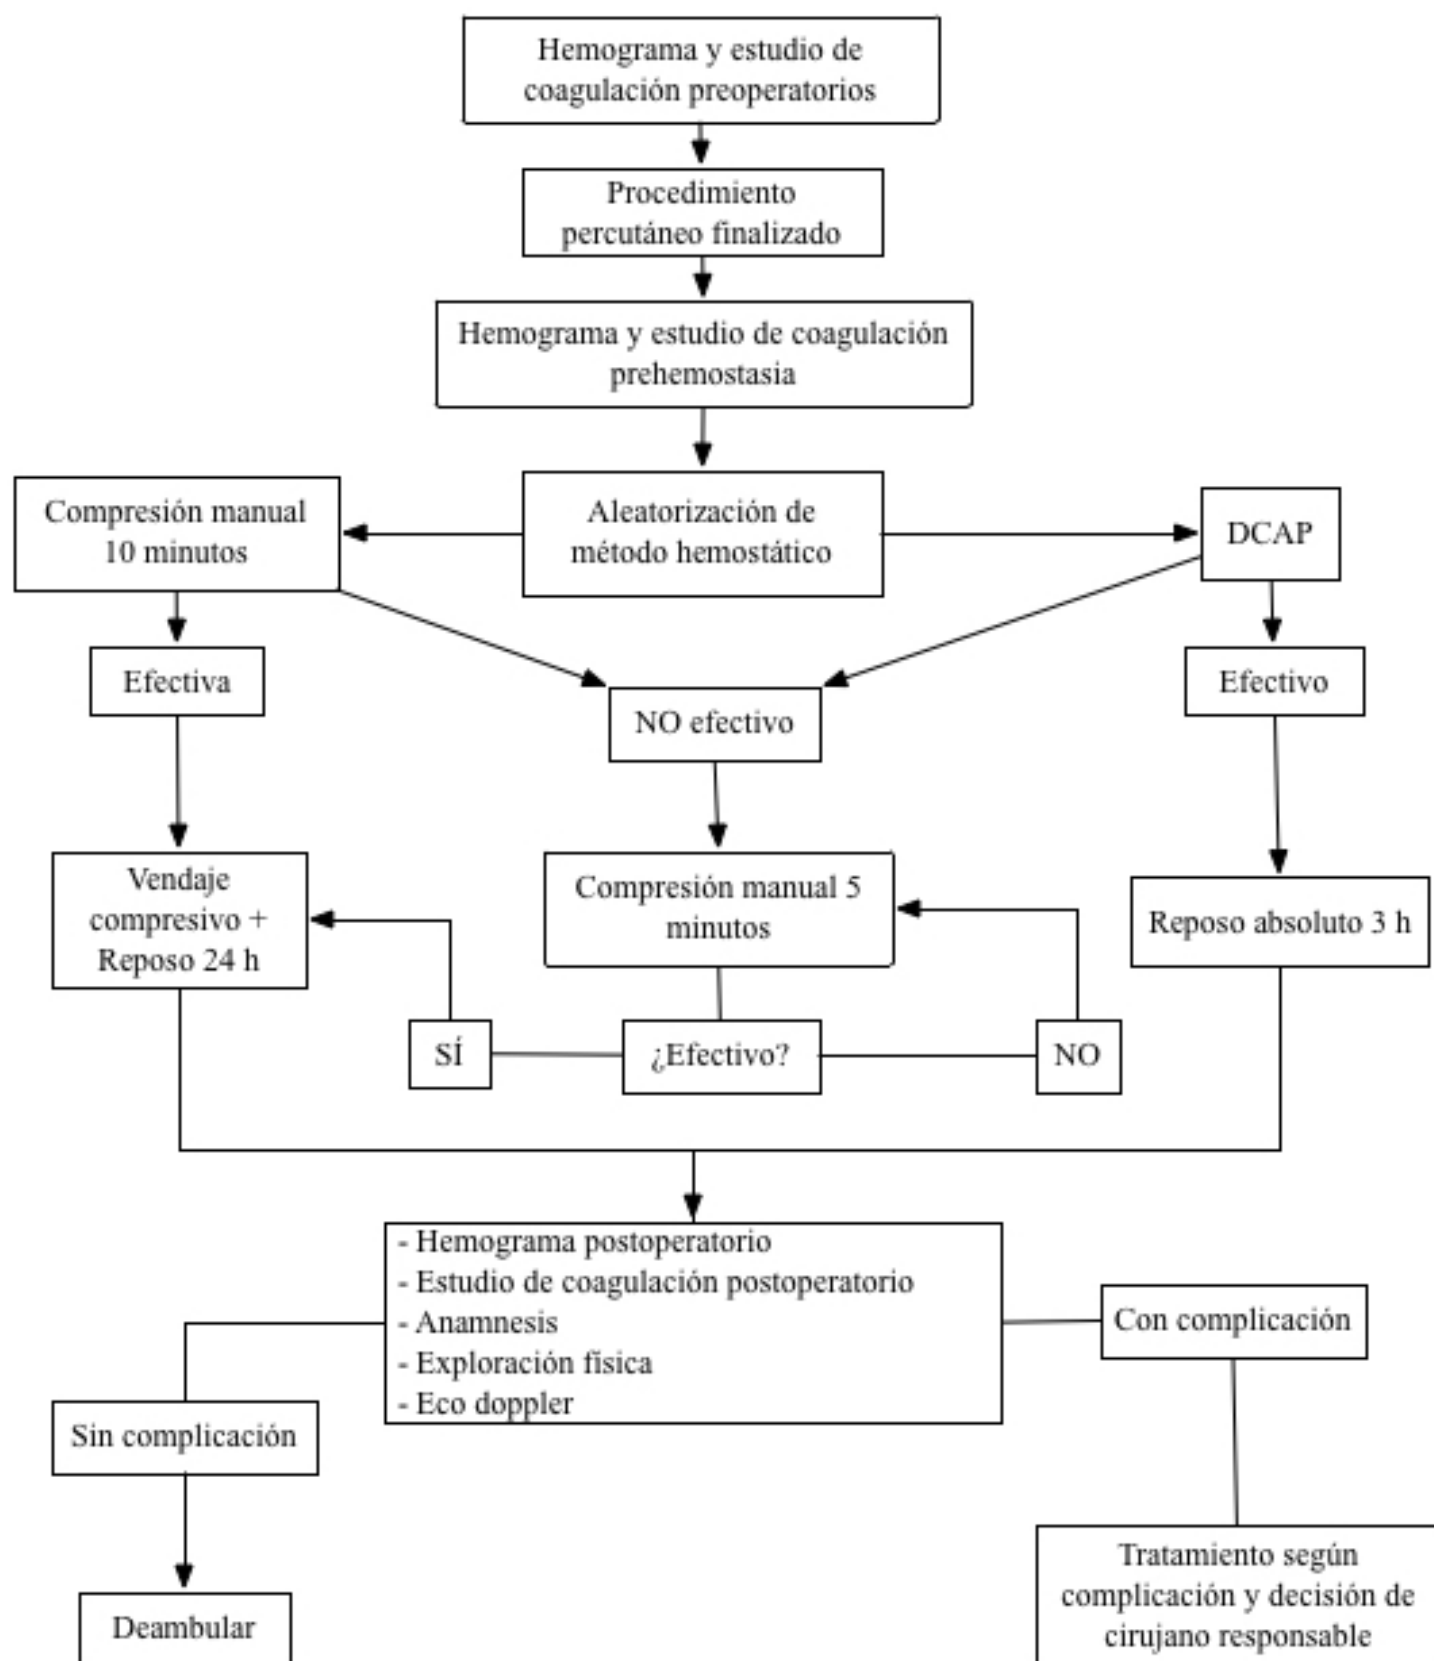 Hemograma y estudio de
coagulación preoperatorios
Procedimiento
percutáneo finalizado
Hemograma y estudio de coagulación
prehemostasia
Compresión manual
10 minutos
Aleatorización de
método hemostático
DCAP
Efectiva
NO efectivo
Efectivo
Vendaje
compresivo +
Reposo 24 h
Compresión manual 5
minutos
Reposo absoluto 3 h
SÍ
¿Efectivo?
NO
- Hemograma postoperatorio
- Estudio de coagulación postoperatorio
- Anamnesis
- Exploración física
- Eco doppler
Con complicación
Sin complicación
Deambular
Tratamiento según
complicación y decisión de
cirujano responsable